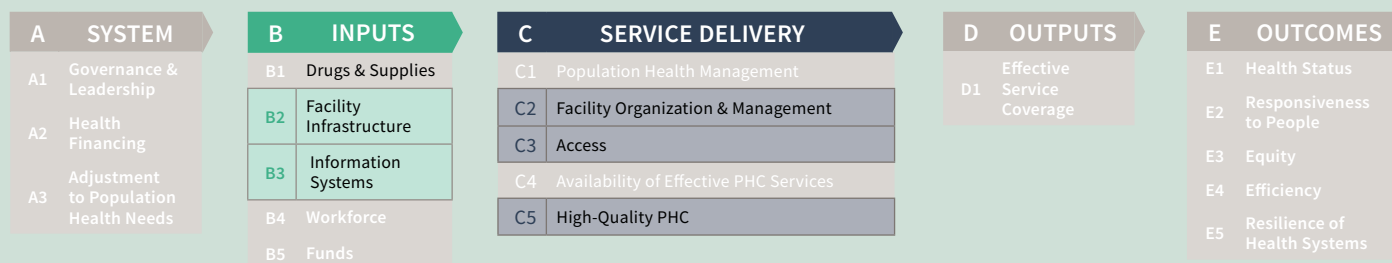 A SYSTEM
A1 Governance &
Leadership
A2 Health
Financing
A3 Adjustment
to Population
Health Needs
B INPUTS
B1 Drugs & Supplies
B2 Facility
Infrastructure
B3 Information
Systems
B4 Workforce
B5 Funds
C SERVICE DELIVERY
C1 Population Health Management
C2 Facility Organization & Management
C3 Access
C4 Availability of Effective PHC Services
C5 High-Quality PHC
D OUTPUTS
D1 Effective
Service
Coverage
E OUTCOMES
E1 Health Status
E2 Responsiveness
to People
E3 Equity
E4 Efficiency
E5 Resilience of
Health Systems